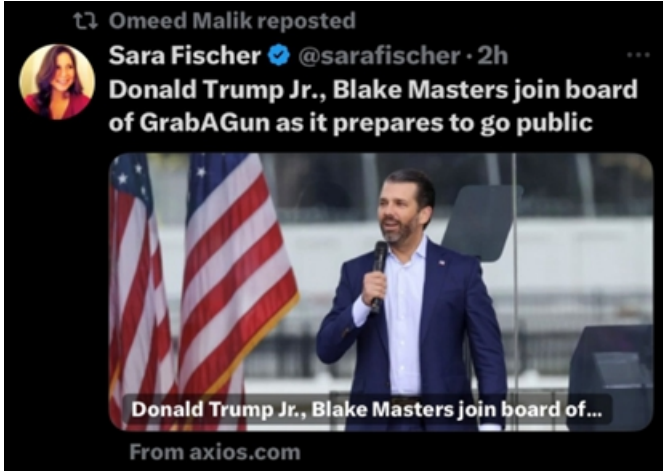 Omeed Malik reposted
Sara Fischer @sarafischer · 2h
Donald Trump Jr., Blake Masters join board
of GrabAGun as it prepares to go public
Donald Trump Jr., Blake Masters join board of...
From axios.com